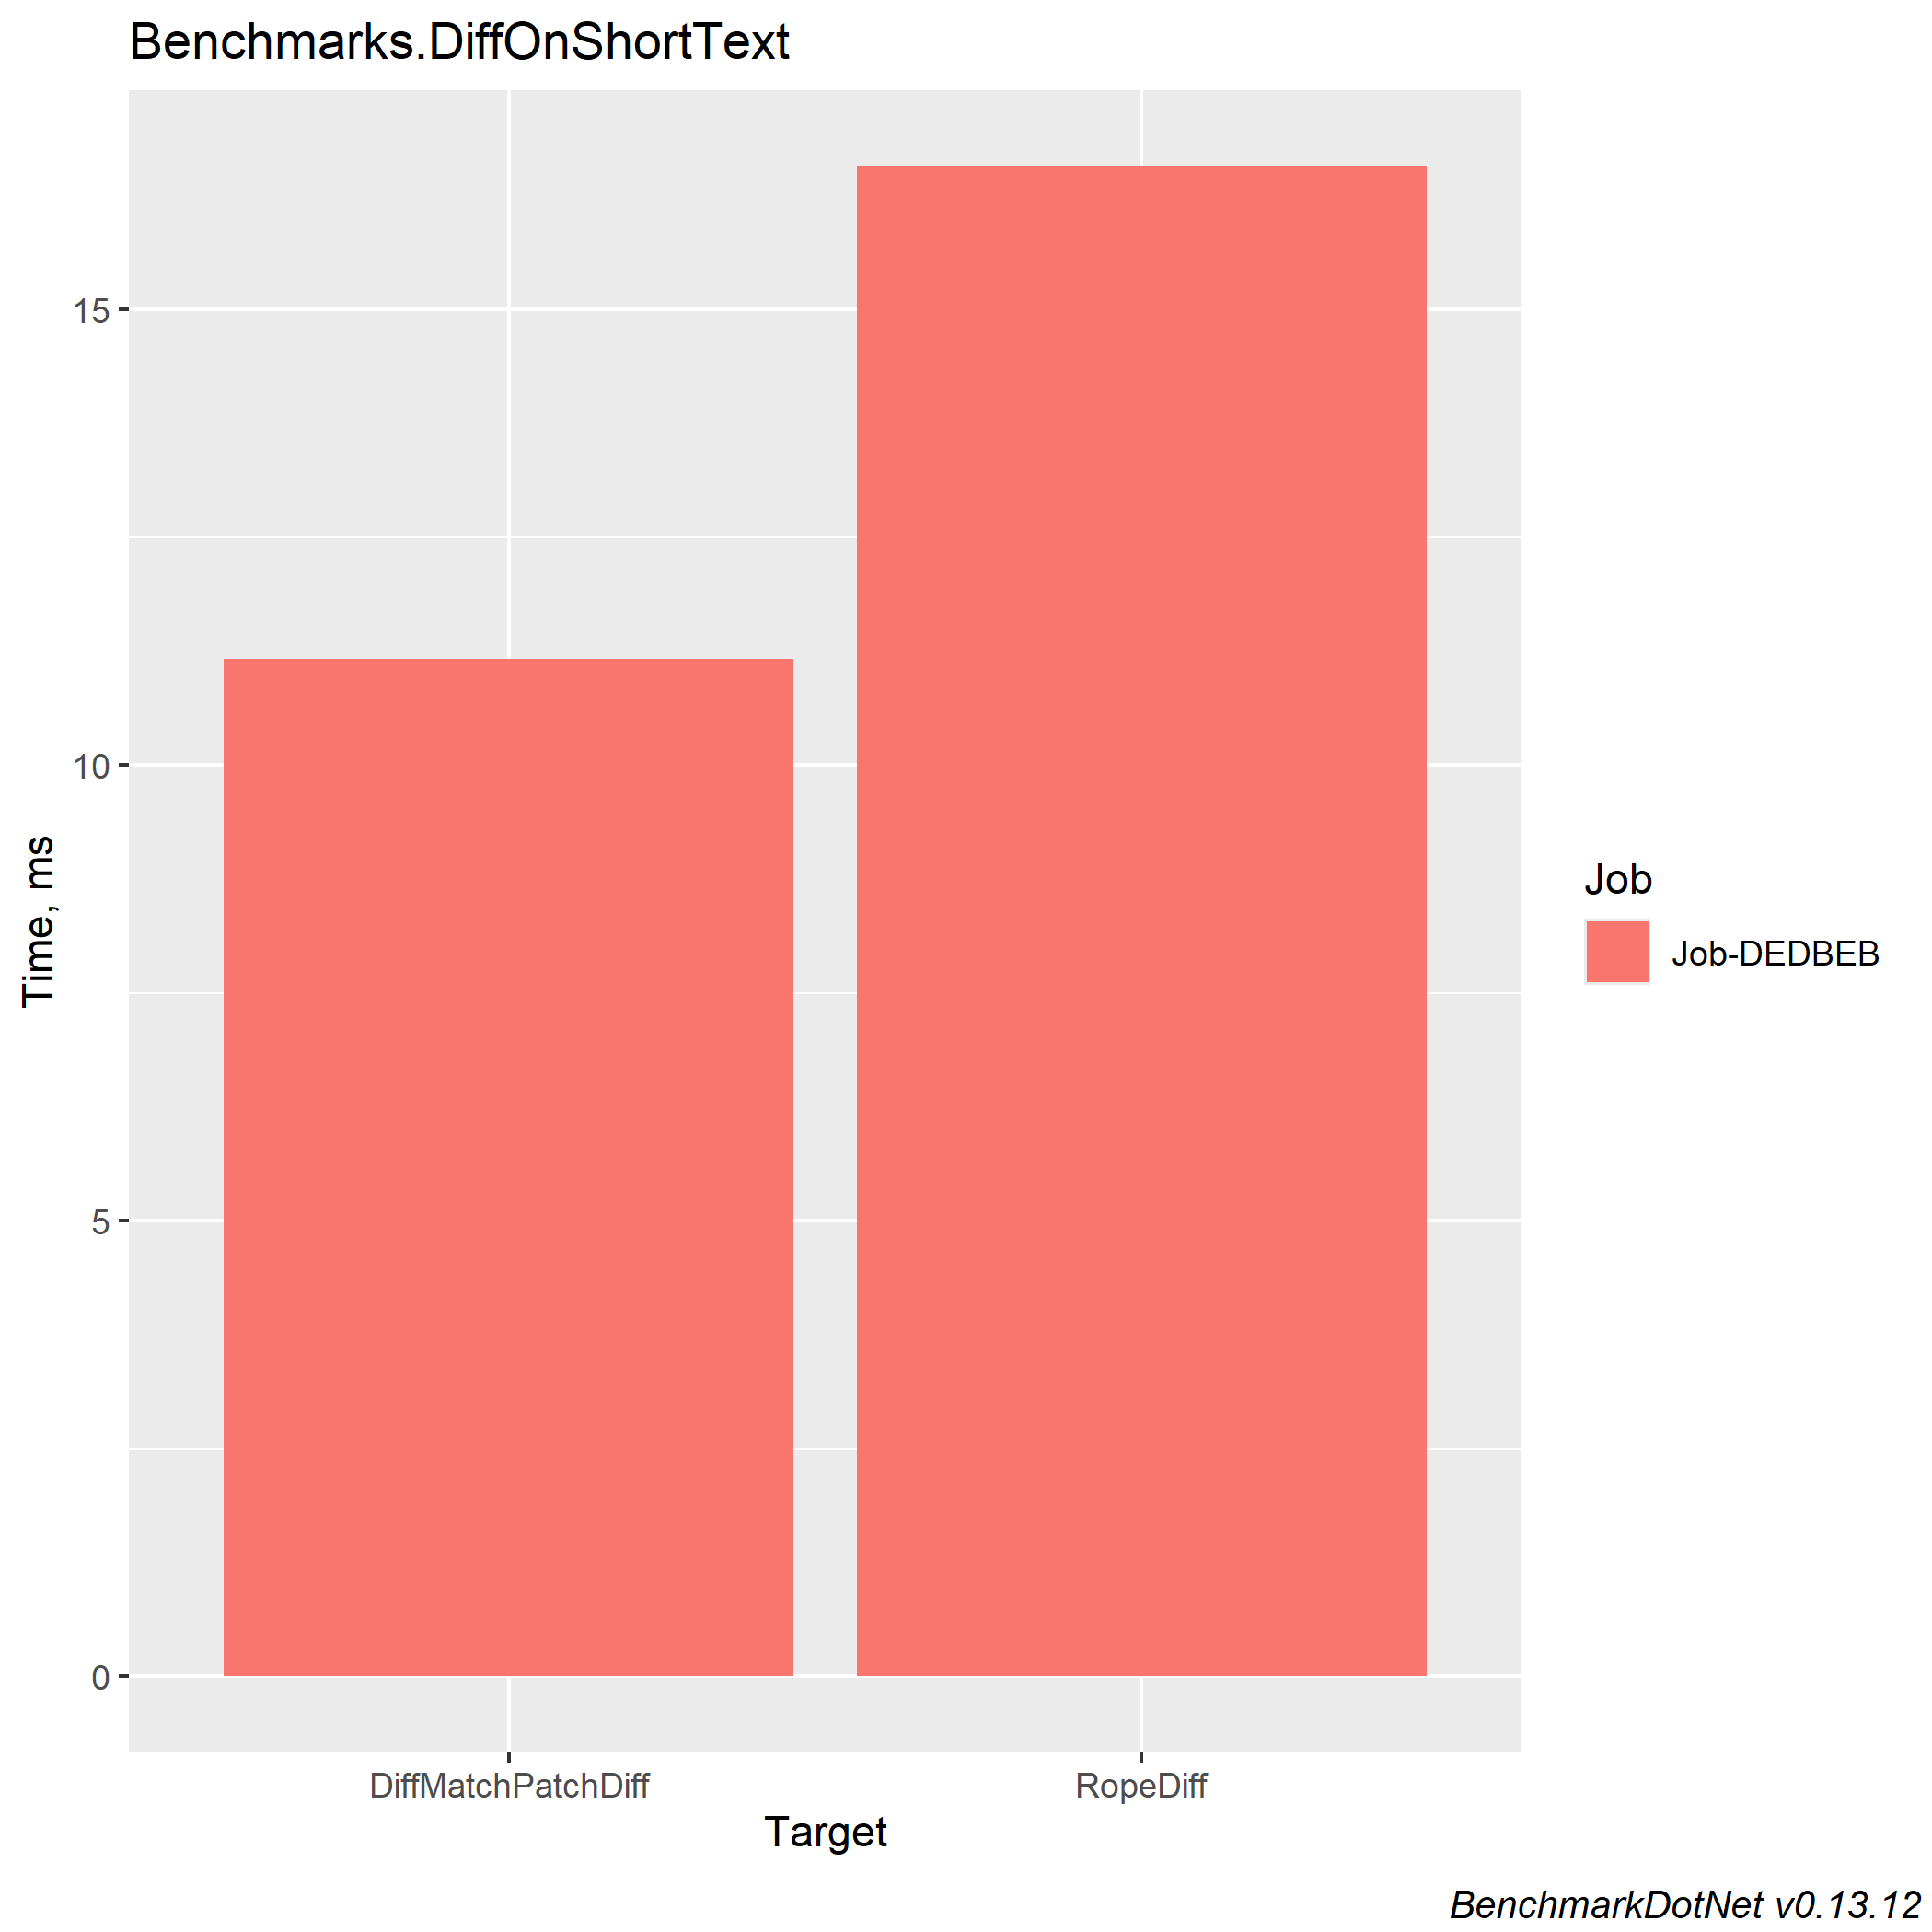 Benchmarks.DiffOnShortText
Time, ms
15
10
5
0
DiffMatchPatchDiff
RopeDiff
Target
Job
Job-DEDBEB
BenchmarkDotNet v0.13.12